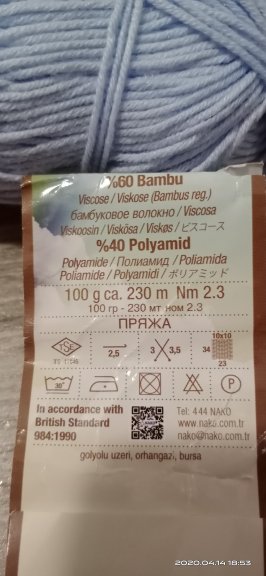 %60 Bambu
Viscose / Viskose (Bambus reg.)
бамбуковое волокно / Viscosa
Viskoosin / Viskósa / Viskøs / ビスコース
%40 Polyamid
Polyamide / Полиамид / Poliamida
Poliamide / Polyamidi / ポリアミッド
100 g ca. 230 m Nm 2.3
100 гр - 230 мт ном 2.3
ПРЯЖА
TSE
2,5
3 3,5
34
10x10
23
30°
P
In accordance with
British Standard
984:1990
Tel: 444 NAKO
www.nako.com.tr
nako@nako.com.tr
golyolu uzeri, orhangazi, bursa
2020.04.14 18:53